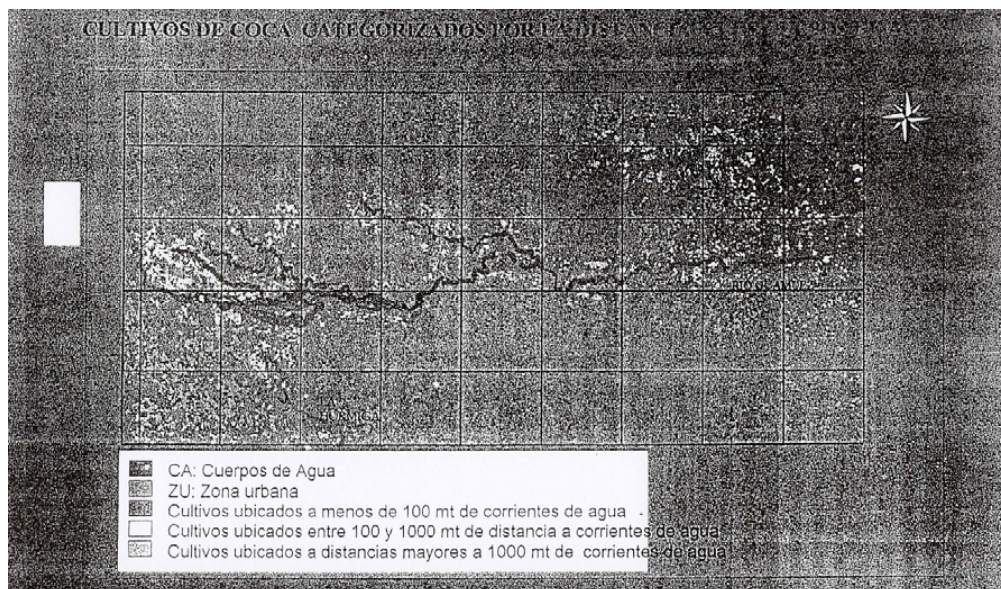 CULTIVOS DE COCA CATEGORIZADOS POR LA DISTANCIA
CA: Cuerpos de Agua
ZU: Zona urbana
Cultivos ubicados a menos de 100 mt de corrientes de agua
Cultivos ubicados entre 100 y 1000 mt de distancia a corrientes de agua
Cultivos ubicados a distancias mayores a 1000 mt de corrientes de agua